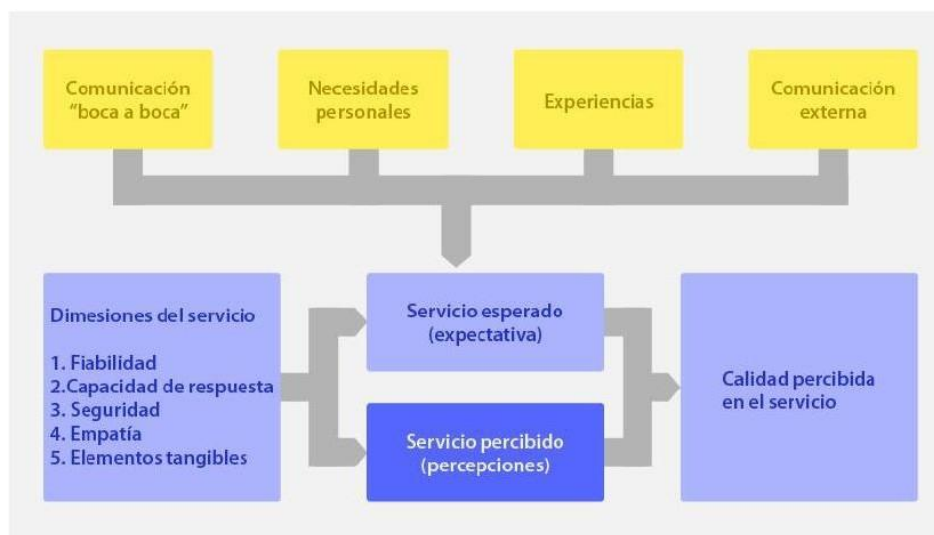 Comunicación
“boca a boca”
Necesidades
personales
Experiencias
Comunicación
externa
Dimesiones del servicio
1. Fiabilidad
2.Capacidad de respuesta
3. Seguridad
4. Empatía
5. Elementos tangibles
Servicio esperado
(expectativa)
Servicio percibido
(percepciones)
Calidad percibida
en el servicio